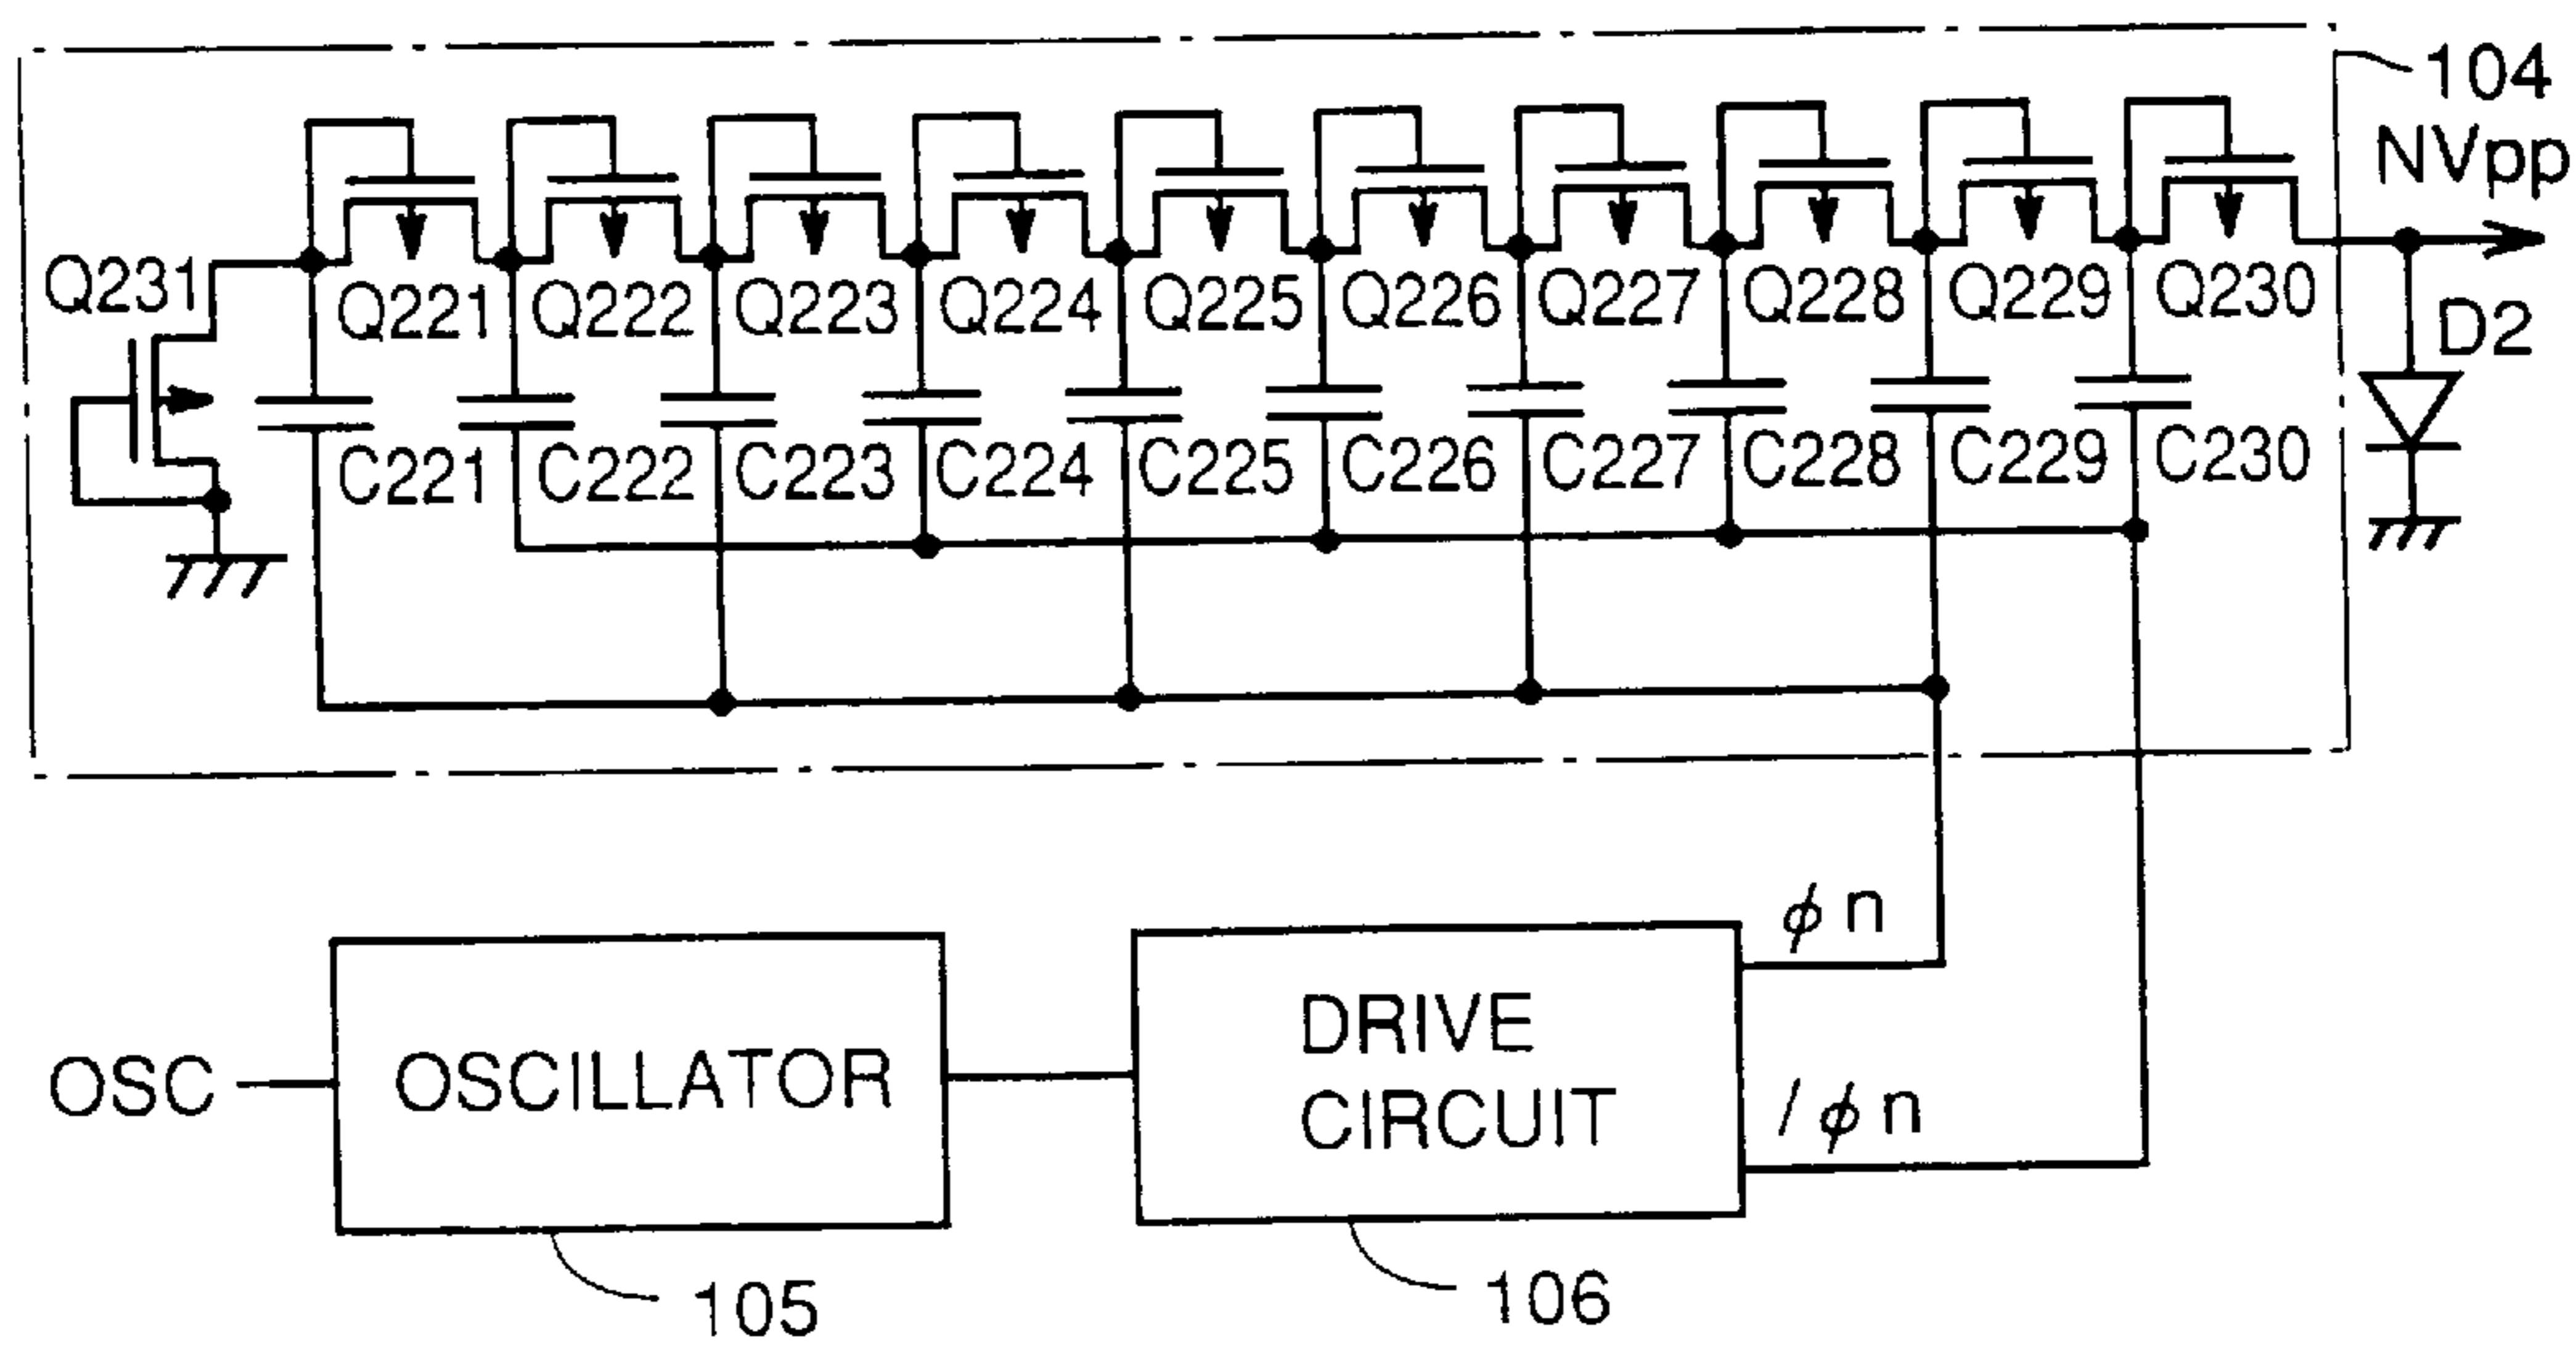 104
NVpp
Q231
Q221 Q222 Q223 Q224 Q225 Q226 Q227 Q228 Q229 Q230
D2
C221 C222 C223 C224 C225 C226 C227 C228 C229 C230
ϕn
OSC
OSCILLATOR
DRIVE
CIRCUIT
/ϕn
105
106